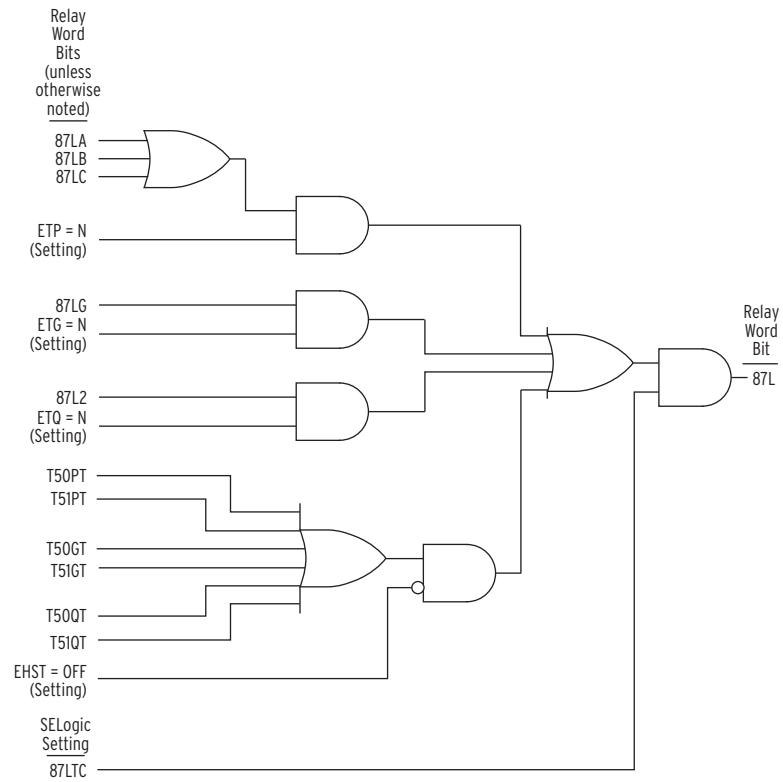 Relay
Word
Bits
(unless
otherwise
noted)
87LA
87LB
87LC
ETP = N
(Setting)
87LG
ETG = N
(Setting)
87L2
ETQ = N
(Setting)
T50PT
T51PT
T50GT
T51GT
T50QT
T51QT
EHST = OFF
(Setting)
SELogic
Setting
87LTC
Relay
Word
Bit
87L